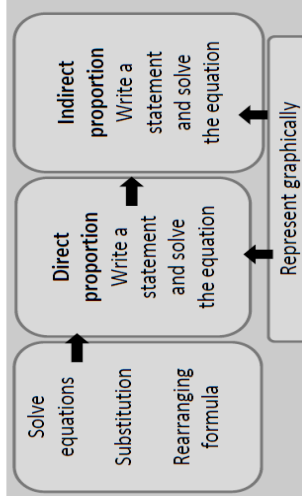 Solve
equations
Substitution
Rearranging
formula
Direct
proportion
Write a
statement
and solve
the equation
Indirect
proportion
Write a
statement
and solve
the equation
Represent graphically